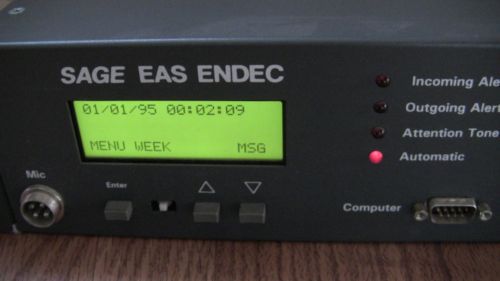 SAGE EAS ENDEC
01/01/95 00:02:09
MENU WEEK MSG
Incoming Ale
Outgoing Alert
Attention Tone
Automatic
Mic
Enter
Computer